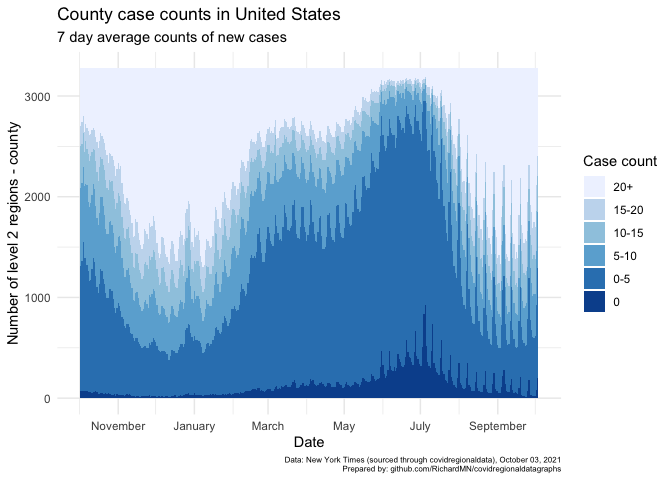 County case counts in United States
7 day average counts of new cases
Number of level 2 regions - county
3000
2000
1000
0
November January March May July September
Date
Case count
20+
15-20
10-15
5-10
0-5
0
Data: New York Times (sourced through covidregionaldata), October 03, 2021
Prepared by: github.com/RichardMN/covidregionaldatagraphs